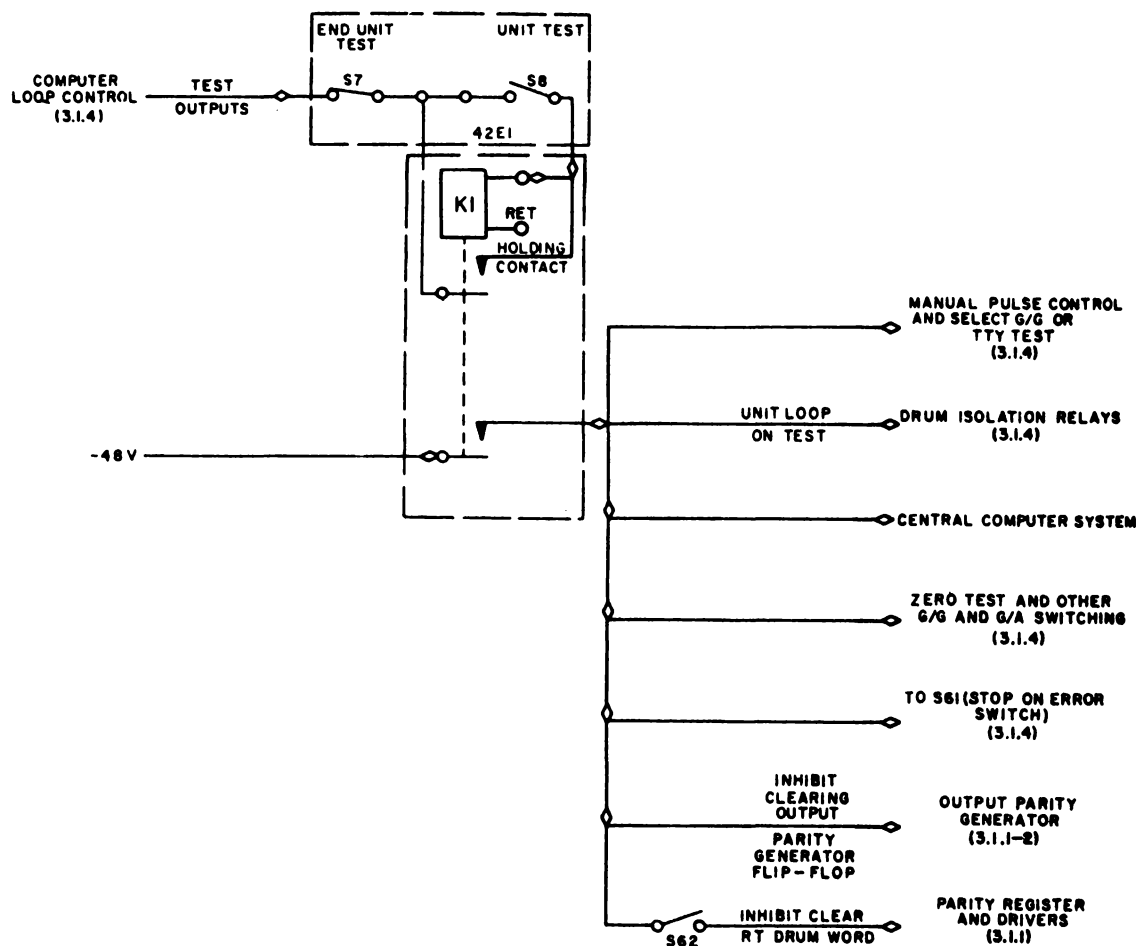 END UNIT
TEST
UNIT TEST
COMPUTER
LOOP CONTROL
(3.1.4)
TEST
OUTPUTS
S7
S8
42E1
K1
RET
HOLDING
CONTACT
MANUAL PULSE CONTROL
AND SELECT G/G OR
TTY TEST
(3.1.4)
UNIT LOOP
ON TEST
DRUM ISOLATION RELAYS
(3.1.4)
-48V
CENTRAL COMPUTER SYSTEM
ZERO TEST AND OTHER
G/G AND G/A SWITCHING
(3.1.4)
TO S61(STOP ON ERROR
SWITCH)
(3.1.4)
INHIBIT
CLEARING
OUTPUT
PARITY
GENERATOR
FLIP-FLOP
OUTPUT PARITY
GENERATOR
(3.1.1-2)
S62
INHIBIT CLEAR
RT DRUM WORD
PARITY REGISTER
AND DRIVERS
(3.1.1)